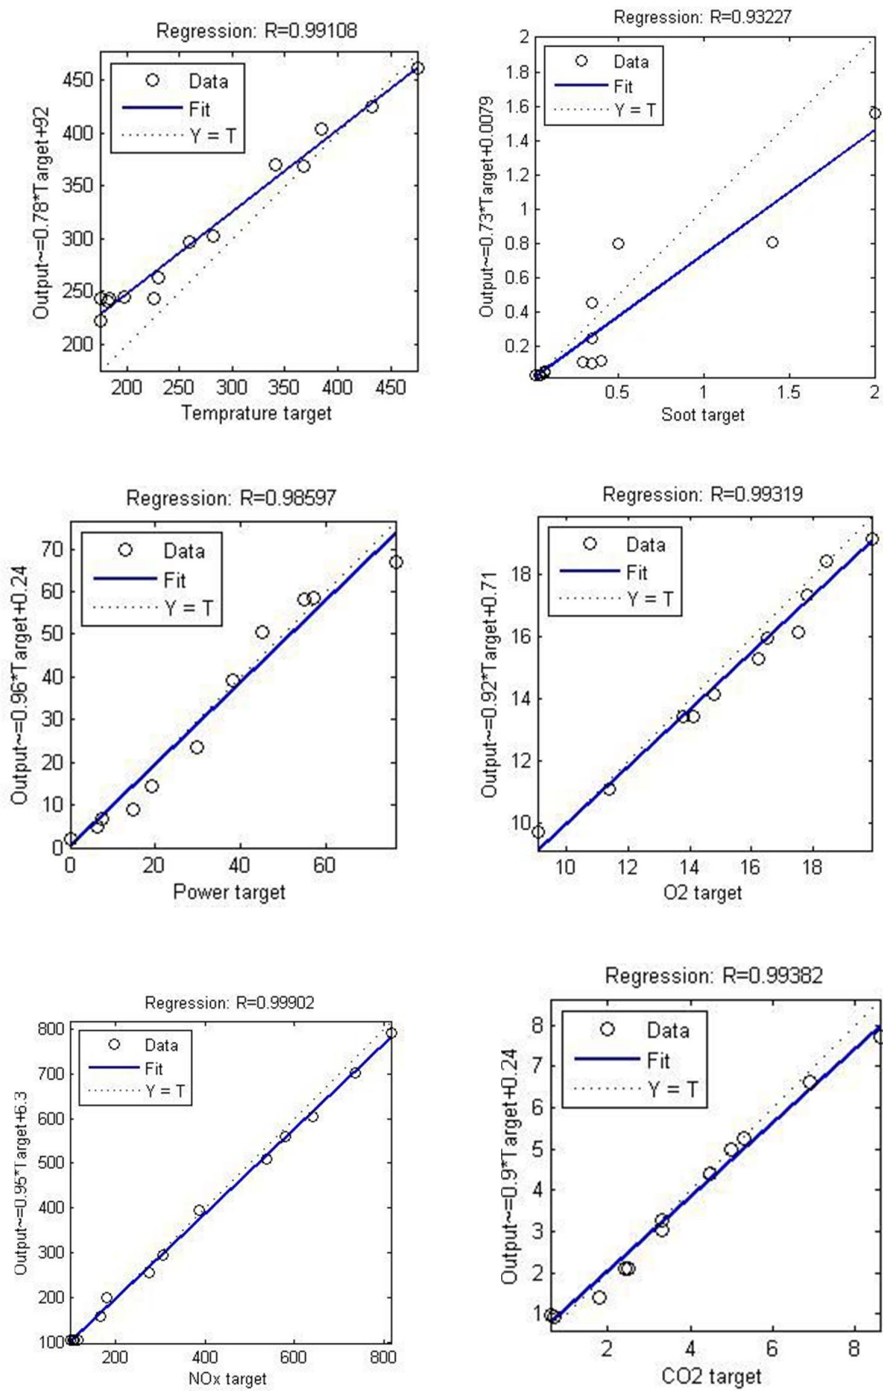 Regression: R=0.99108
Data
Fit
Y = T
Output~=0.78*Target+92
450
400
350
300
250
200
200 250 300 350 400 450
Temprature target
Regression: R=0.93227
Data
Fit
Y = T
Output~=0.73*Target+0.0079
2
1.8
1.6
1.4
1.2
1
0.8
0.6
0.4
0.2
0.5 1 1.5 2
Soot target
Regression: R=0.98597
Data
Fit
Y = T
Output~=0.96*Target+0.24
70
60
50
40
30
20
10
0
0 20 40 60
Power target
Regression: R=0.99319
Data
Fit
Y = T
Output~=0.92*Target+0.71
18
16
14
12
10
10 12 14 16 18
O2 target
Regression: R=0.99902
Data
Fit
Y = T
Output~=0.95*Target+6.3
800
700
600
500
400
300
200
100
200 400 600 800
NOx target
Regression: R=0.99382
Data
Fit
Y = T
Output~=0.9*Target+0.24
8
7
6
5
4
3
2
1
2 4 6 8
CO2 target